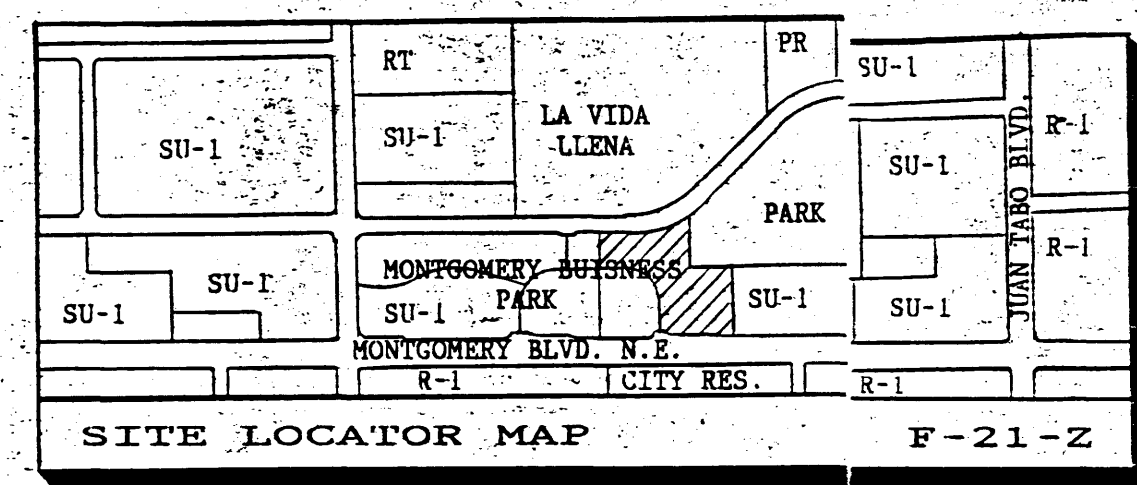 RT
PR
SU-1
LA VIDA
LLENA
SU-1
SU-1
R-1
SU-1
JUAN TABO BLVD.
PARK
MONTGOMERY BUISNESS
PARK
R-1
SU-1
SU-1
SU-1
SU-1
SU-1
MONTGOMERY BLVD. N.E.
R-1
CITY RES.
R-1
SITE LOCATOR MAP
F-21-Z